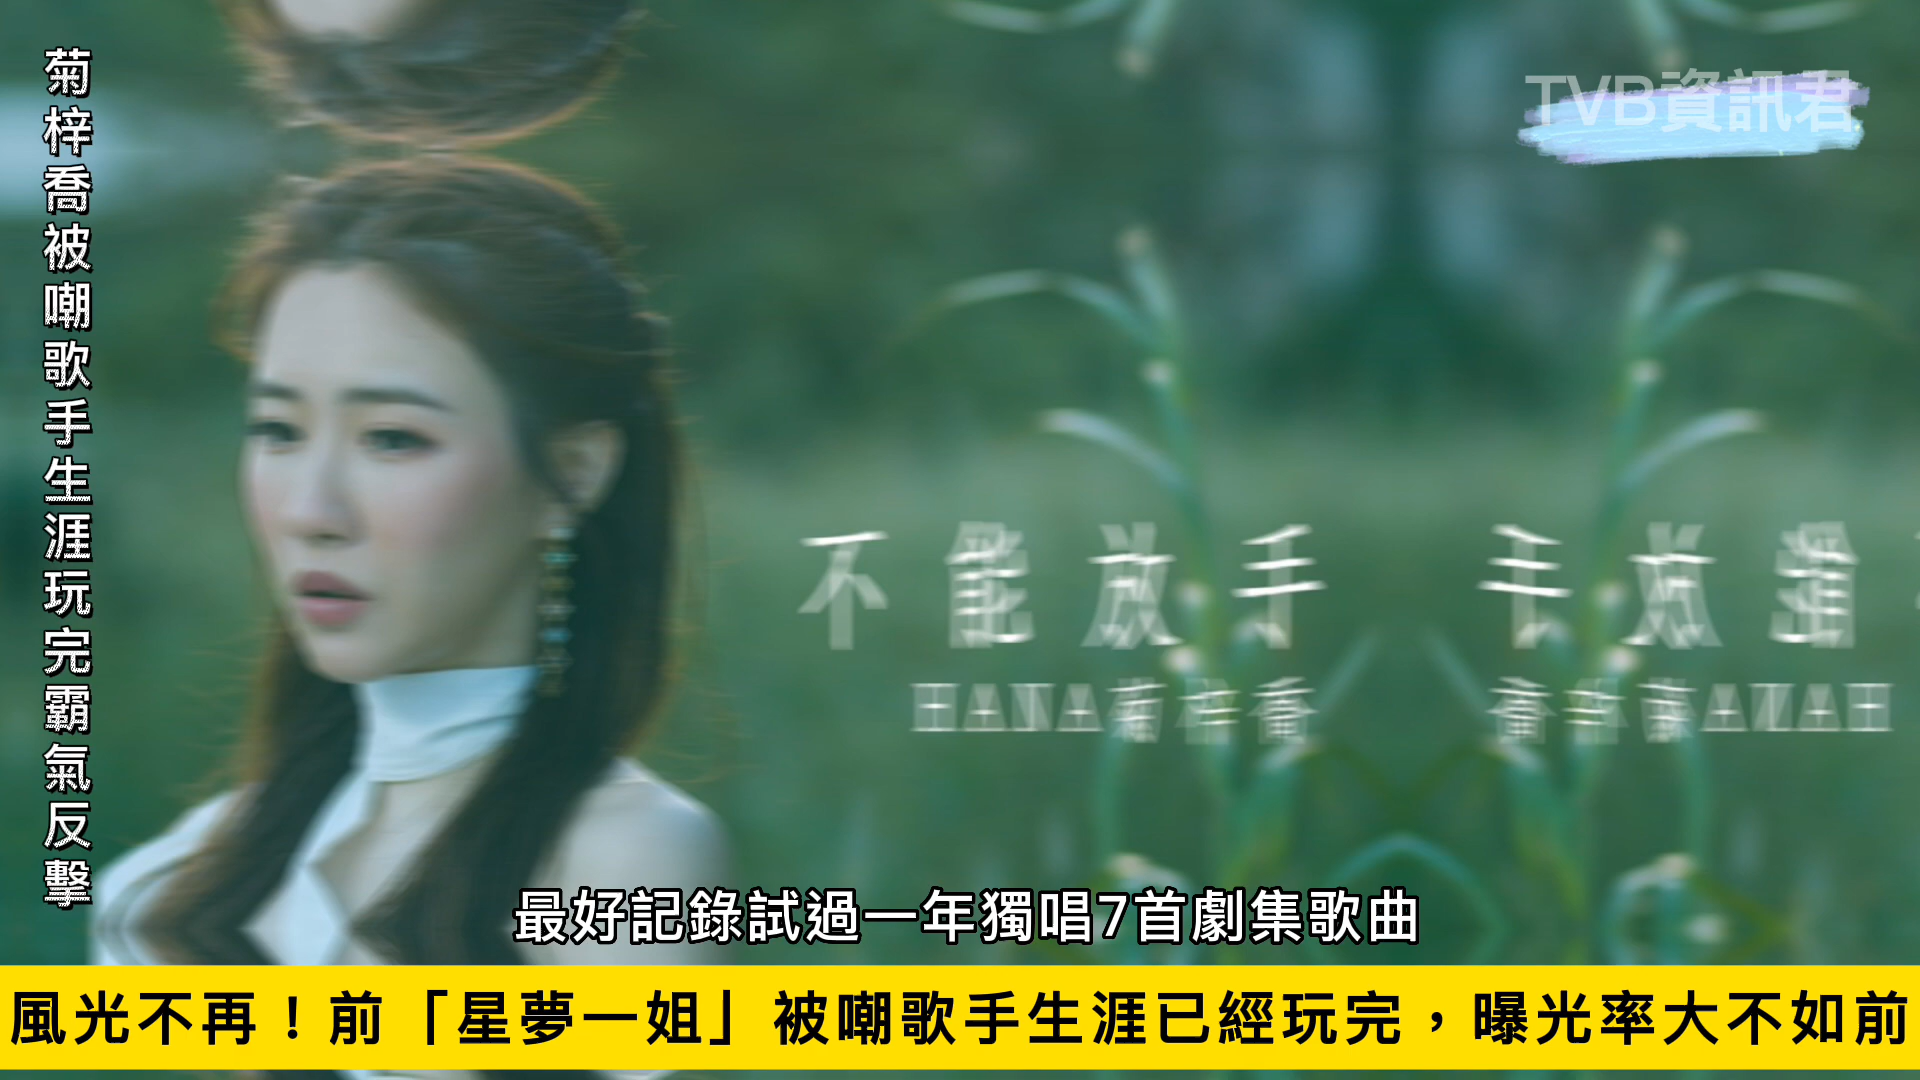 菊梓喬被嘲歌手生涯玩完霸氣反擊
TVB資訊君
不能放手
HANA菊梓喬
最好記錄試過一年獨唱7首劇集歌曲
風光不再！前「星夢一姐」被嘲歌手生涯已經玩完，曝光率大不如前